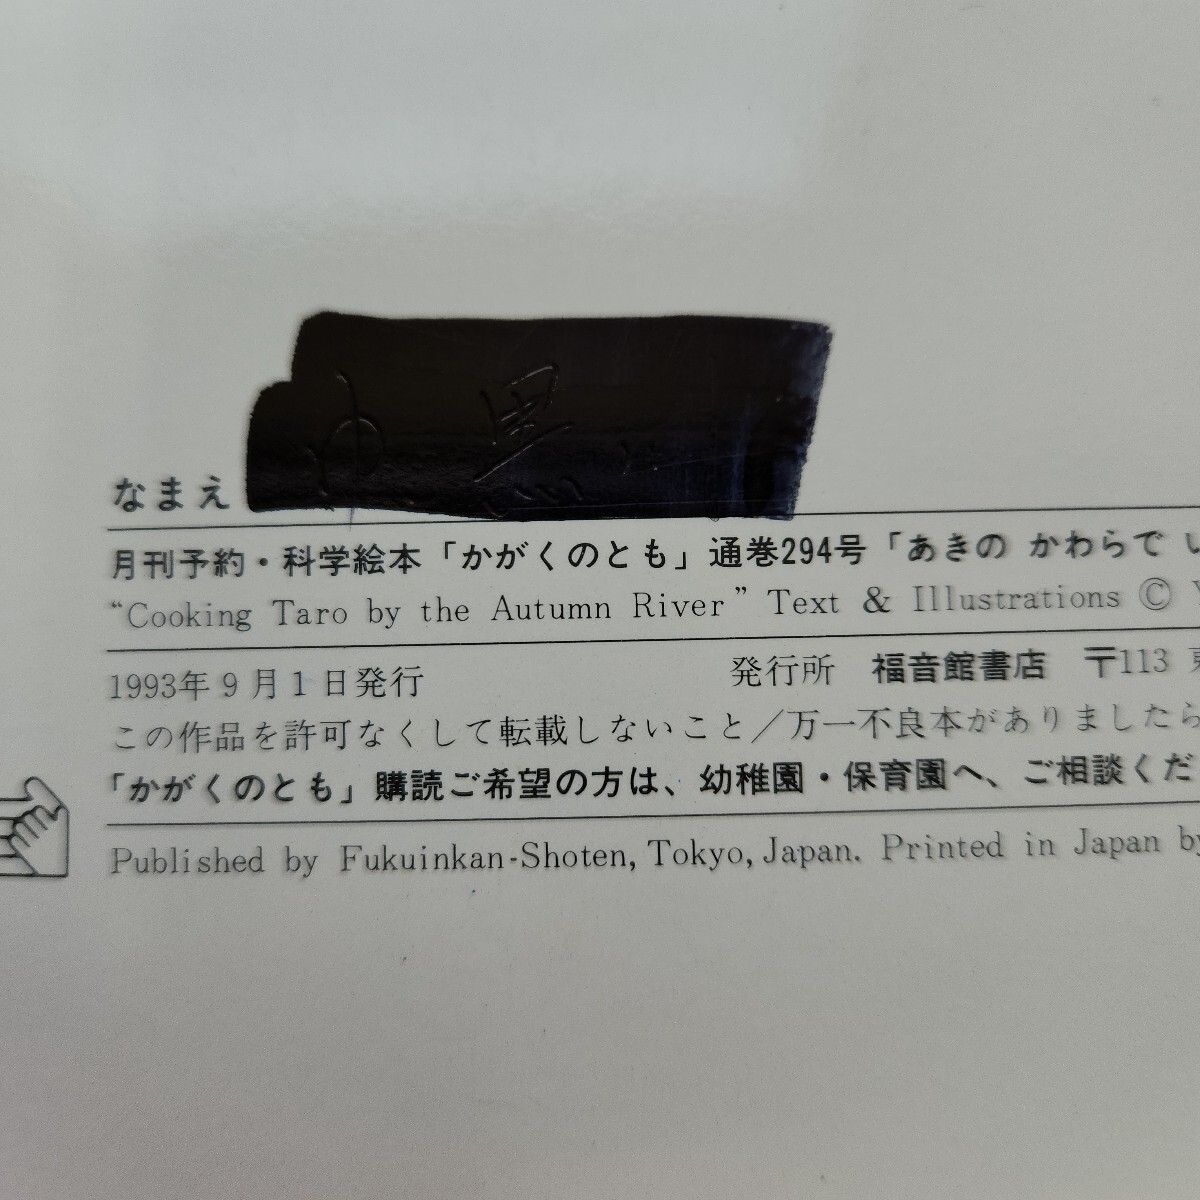 なまえ
月刊予約・科学絵本「かがくのとも」通巻294号「あきの かわらで い
“Cooking Taro by the Autumn River” Text & Illustrations ©
1993年9月1日発行 発行所 福音館書店 〒113 東
この作品を許可なくして転載しないこと／万一不良本がありましたら
「かがくのとも」購読ご希望の方は、幼稚園・保育園へ、ご相談くだ
Published by Fukuinkan-Shoten, Tokyo, Japan. Printed in Japan by